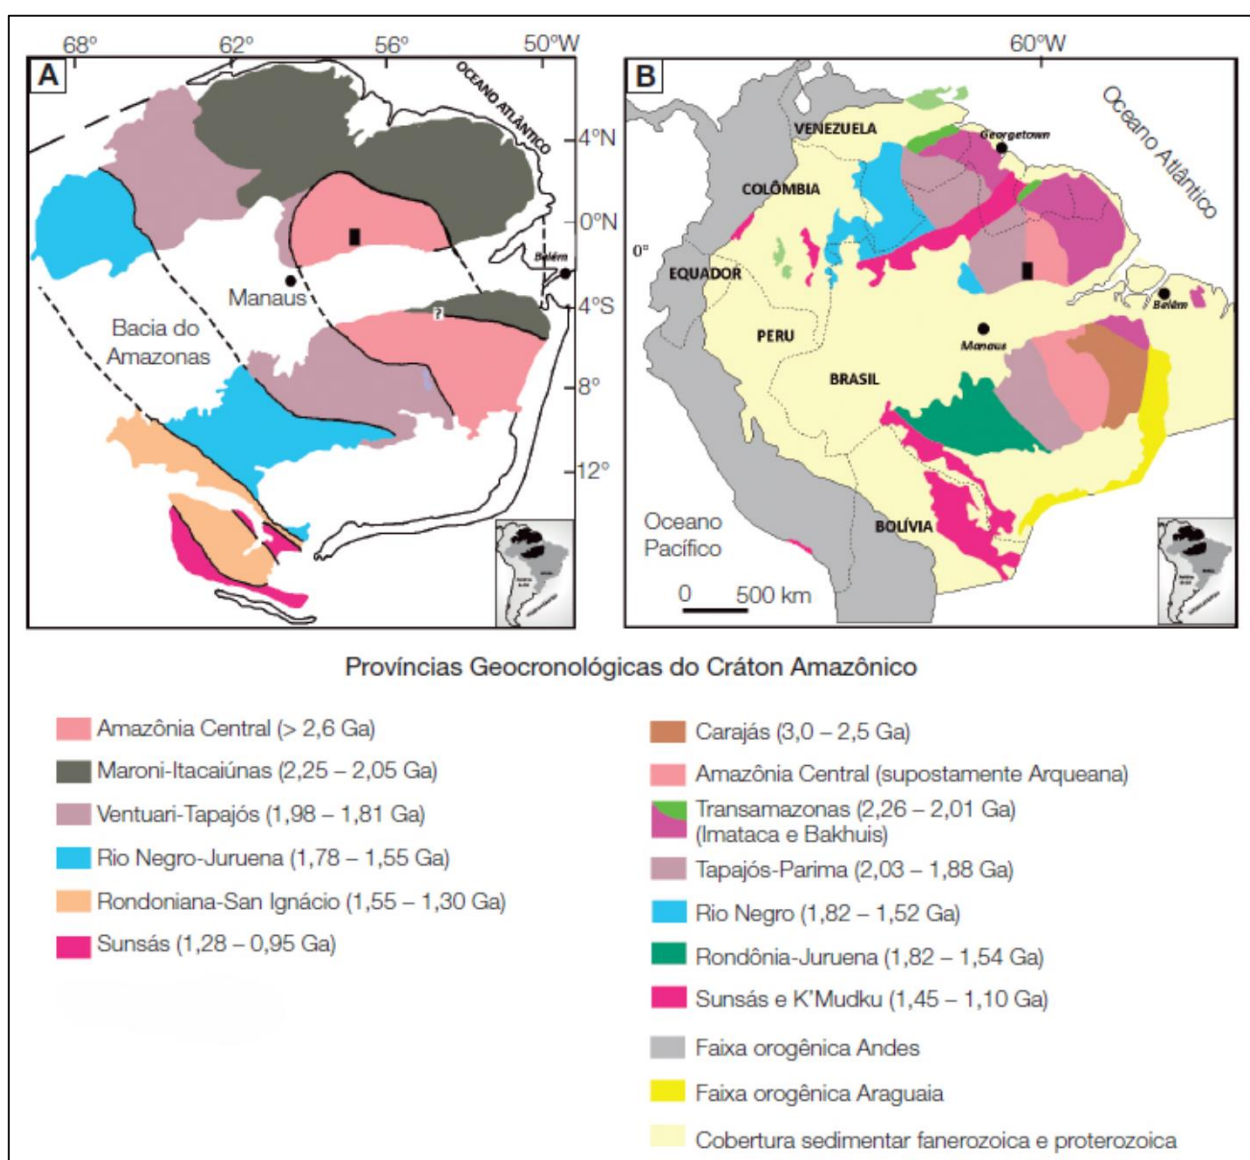 68°
62°
56°
50°W
60°W
A
OCEANO ATLÂNTICO
4°N
0°N
Belém
4°S
Manaus
Bacia do
Amazonas
?
8°
12°
B
Oceano Atlântico
VENEZUELA
Georgetown
COLÔMBIA
0°
EQUADOR
Belém
PERU
Manaus
BRASIL
BOLÍVIA
Oceano
Pacífico
0 500 km
Províncias Geocronológicas do Cráton Amazônico
Amazônia Central (> 2,6 Ga)
Maroni-Itacaiúnas (2,25 – 2,05 Ga)
Ventuari-Tapajós (1,98 – 1,81 Ga)
Rio Negro-Juruena (1,78 – 1,55 Ga)
Rondoniana-San Ignácio (1,55 – 1,30 Ga)
Sunsás (1,28 – 0,95 Ga)
Carajás (3,0 – 2,5 Ga)
Amazônia Central (supostamente Arqueana)
Transamazonas (2,26 – 2,01 Ga)
(Imataca e Bakhuis)
Tapajós-Parima (2,03 – 1,88 Ga)
Rio Negro (1,82 – 1,52 Ga)
Rondônia-Juruena (1,82 – 1,54 Ga)
Sunsás e K'Mudku (1,45 – 1,10 Ga)
Faixa orogênica Andes
Faixa orogênica Araguaia
Cobertura sedimentar fanerozoica e proterozoica